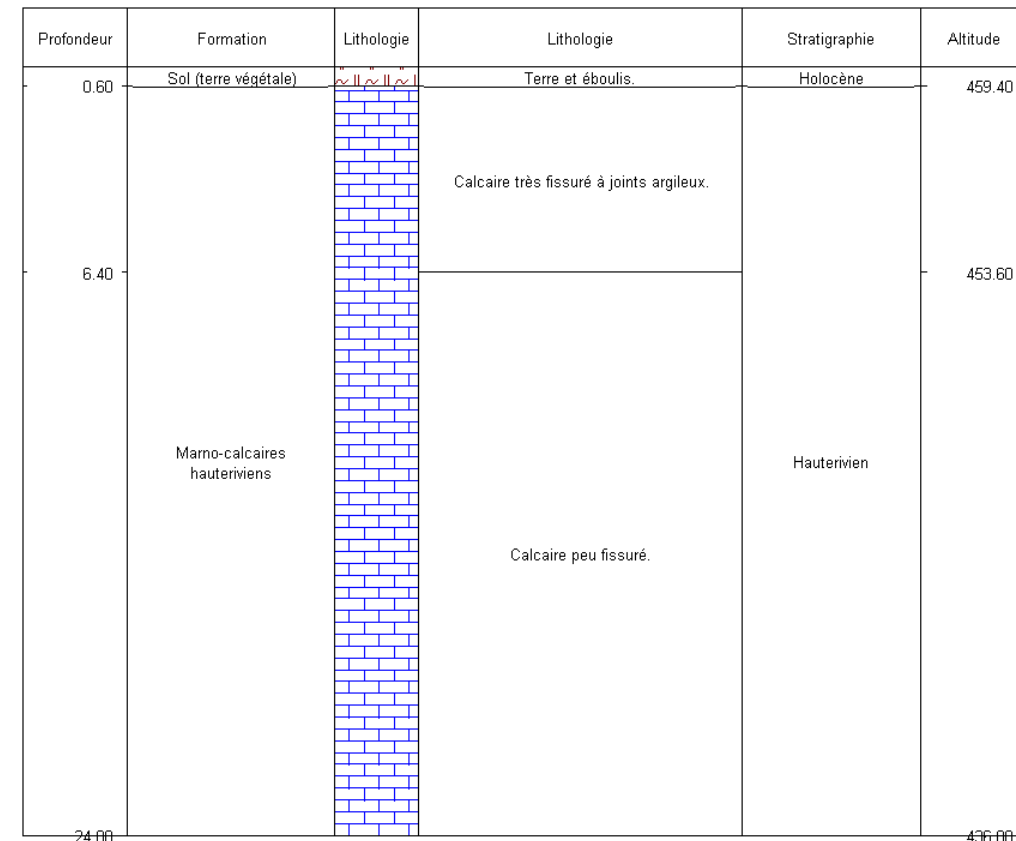 Profondeur Formation Lithologie Lithologie Stratigraphie Altitude
Sol (terre végétale) Terre et éboulis. Holocène
0.60 459.40
Calcaire très fissuré à joints argileux.
6.40 453.60
Marno-calcaires
hauteriviens
Hauterivien
Calcaire peu fissuré.
24.00 436.00